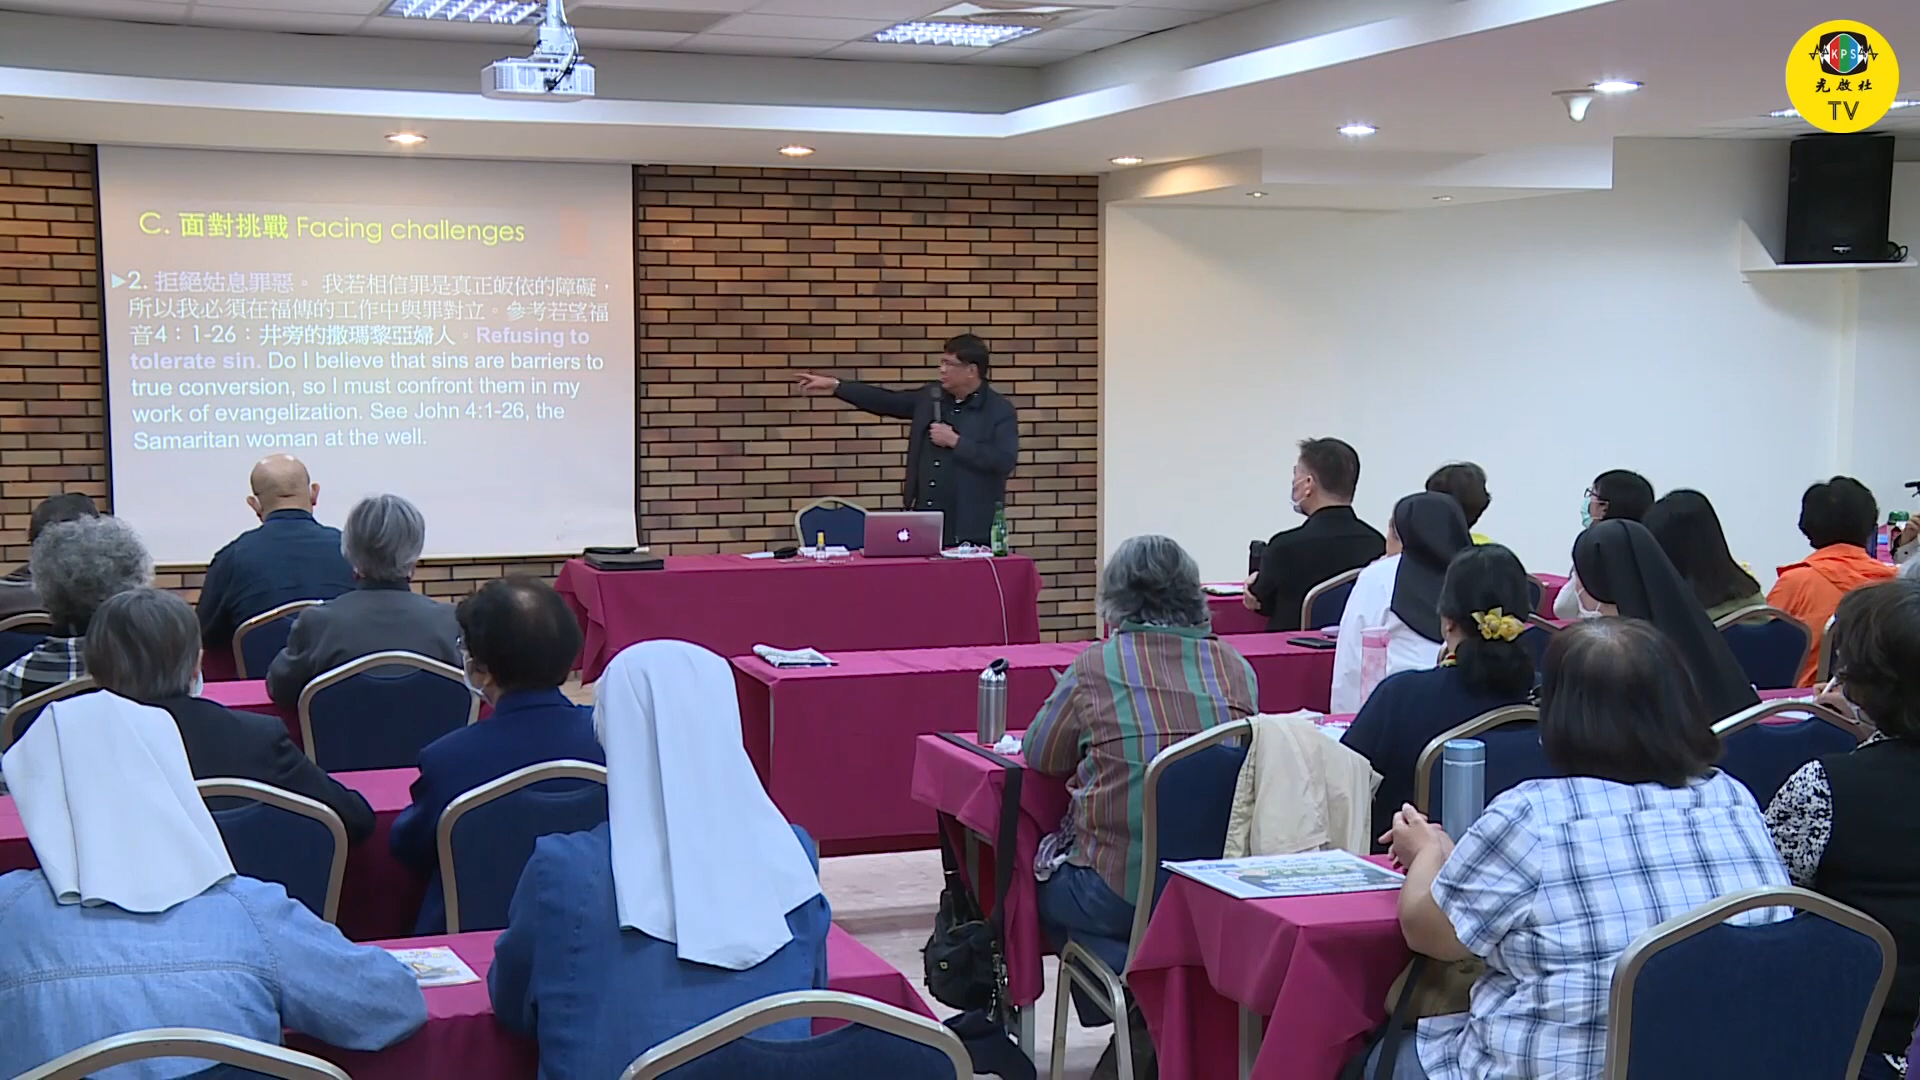 C. 面對挑戰 Facing challenges
▶2. 拒絕姑息罪惡。 我若相信罪是真正皈依的障礙，
所以我必須在福傳的工作中與罪對立。參考若望福
音4：1-26：井旁的撒瑪黎亞婦人。Refusing to
tolerate sin. Do I believe that sins are barriers to
true conversion, so I must confront them in my
work of evangelization. See John 4:1-26, the
Samaritan woman at the well.
KPS
光啟社
TV